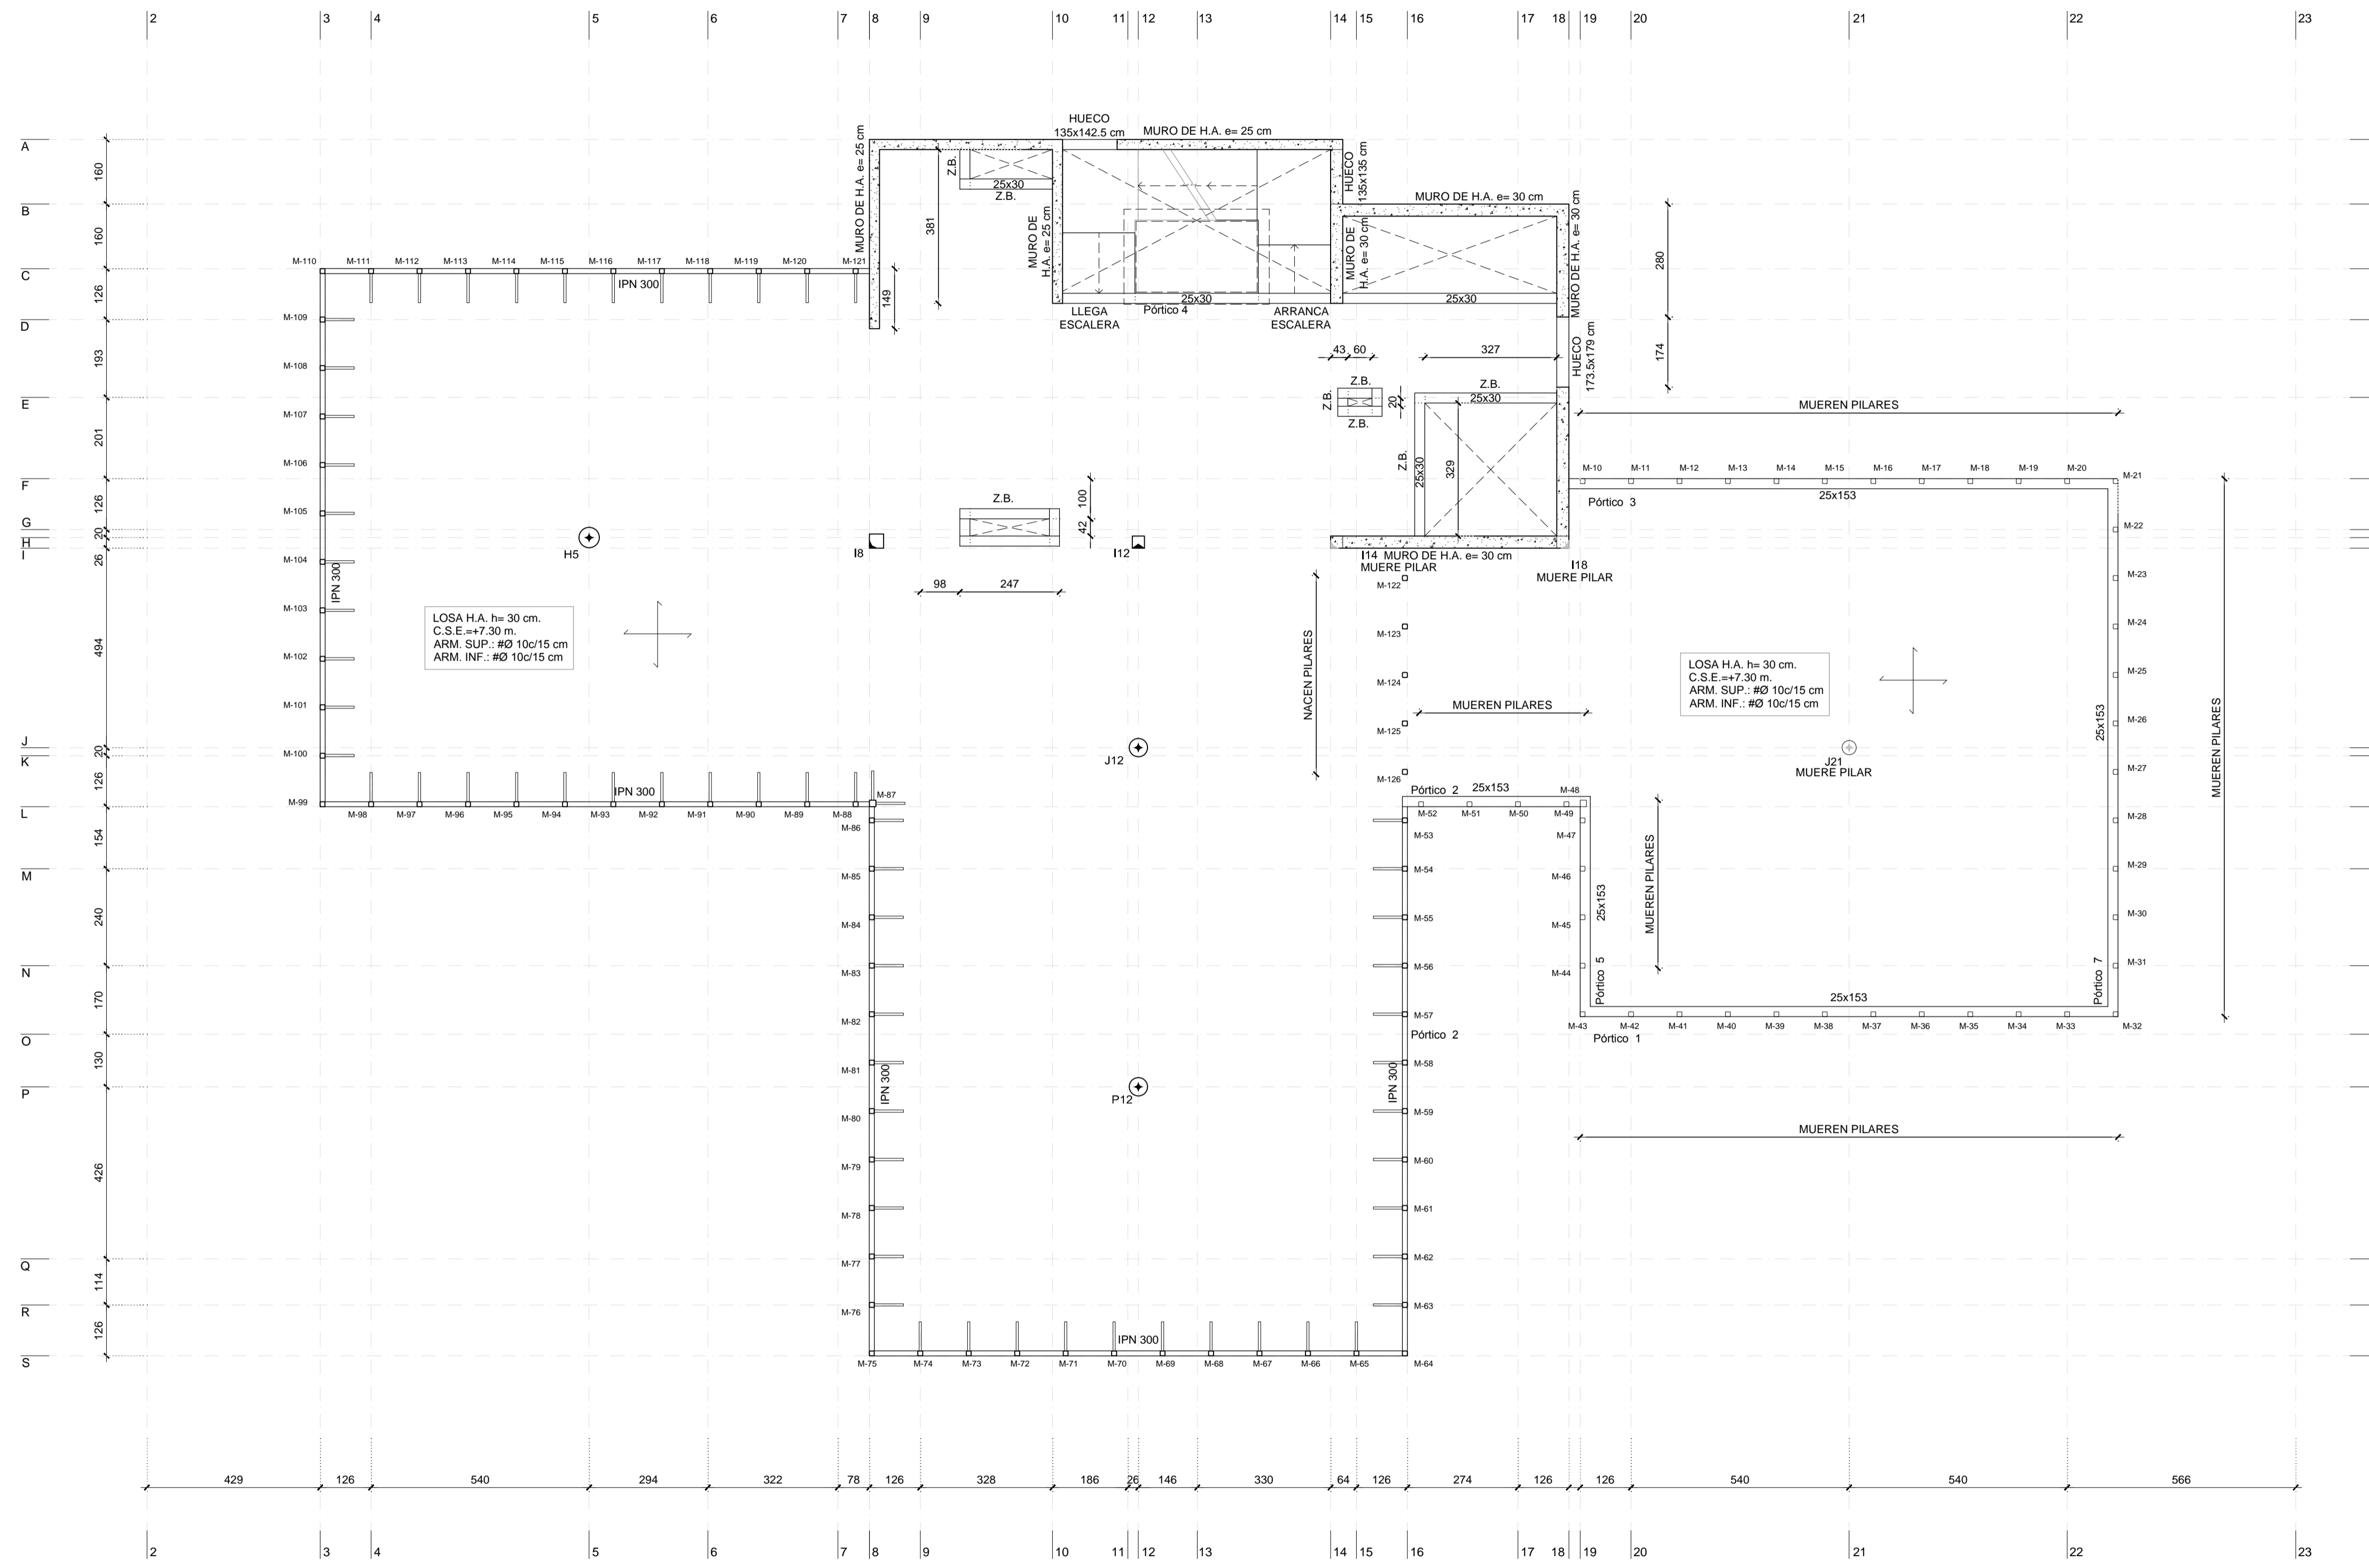 2 3 4 5 6 7 8 9 10 11 12 13 14 15 16 17 18 19 20 21 22 23
A
B
C
D
E
F
G
H
I
J
K
L
M
N
O
P
Q
R
S
160
160
126
193
201
126
20
26
494
20
126
154
240
170
130
426
114
126
HUECO
135x142.5 cm
MURO DE H.A. e= 25 cm
MURO DE H.A. e= 25 cm
Z.B.
25x30
Z.B.
381
149
MURO DE
H.A. e= 25 cm
HUECO
135x135 cm
MURO DE H.A. e= 30 cm
MURO DE
H.A. e= 30 cm
MURO DE H.A. e= 30 cm
280
174
25x30
25x30
Pórtico 4
LLEGA
ESCALERA
ARRANCA
ESCALERA
HUECO
173.5x179 cm
43 60
327
Z.B.
Z.B.
Z.B.
20
Z.B.
25x30
Z.B.
25x30
329
MUEREN PILARES
M-110 M-111 M-112 M-113 M-114 M-115 M-116 M-117 M-118 M-119 M-120 M-121
IPN 300
M-109
M-108
M-107
M-106
M-105
M-104
M-103
M-102
M-101
M-100
M-99
IPN 300
H5
I8
I12
Z.B.
100
42
98
247
LOSA H.A. h= 30 cm.
C.S.E.=+7.30 m.
ARM. SUP.: #Ø 10c/15 cm
ARM. INF.: #Ø 10c/15 cm
I14 MURO DE H.A. e= 30 cm
MUERE PILAR
I18
MUERE PILAR
M-10 M-11 M-12 M-13 M-14 M-15 M-16 M-17 M-18 M-19 M-20 M-21
Pórtico 3
25x153
M-22
M-23
M-24
M-25
M-26
M-27
M-28
M-29
M-30
M-31
M-32
25x153
Pórtico 7
MUEREN PILARES
M-122
M-123
M-124
M-125
M-126
NACEN PILARES
MUEREN PILARES
LOSA H.A. h= 30 cm.
C.S.E.=+7.30 m.
ARM. SUP.: #Ø 10c/15 cm
ARM. INF.: #Ø 10c/15 cm
J12
J21
MUERE PILAR
IPN 300
M-98 M-97 M-96 M-95 M-94 M-93 M-92 M-91 M-90 M-89 M-88
M-87
M-86
M-85
M-84
M-83
M-82
M-81
M-80
M-79
M-78
M-77
M-76
IPN 300
Pórtico 2
25x153
M-48
M-52 M-51 M-50 M-49
M-47
M-46
M-45
M-44
25x153
Pórtico 5
MUEREN PILARES
25x153
M-43 M-42 M-41 M-40 M-39 M-38 M-37 M-36 M-35 M-34 M-33
Pórtico 1
M-53
M-54
M-55
M-56
M-57
Pórtico 2
M-58
M-59
M-60
M-61
M-62
M-63
M-64
IPN 300
P12
MUEREN PILARES
IPN 300
M-75 M-74 M-73 M-72 M-71 M-70 M-69 M-68 M-67 M-66 M-65
429 126 540 294 322 78 126 328 186 26 146 330 64 126 274 126 126 540 540 566
2 3 4 5 6 7 8 9 10 11 12 13 14 15 16 17 18 19 20 21 22 23